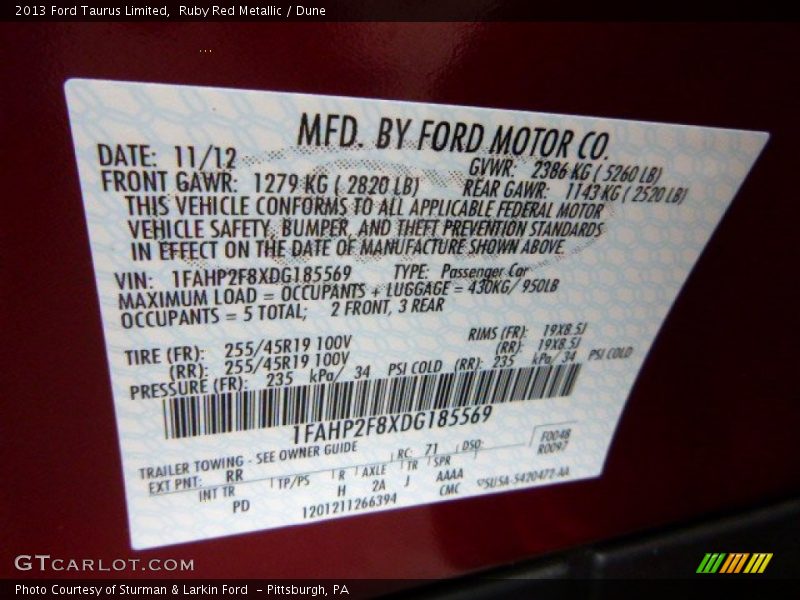 2013 Ford Taurus Limited, Ruby Red Metallic / Dune
MFD. BY FORD MOTOR CO.
DATE: 11/12 GVWR: 2386 KG ( 5260 LB)
FRONT GAWR: 1279 KG ( 2820 LB) REAR GAWR: 1143 KG ( 2520 LB)
THIS VEHICLE CONFORMS TO ALL APPLICABLE FEDERAL MOTOR
VEHICLE SAFETY, BUMPER, AND THEFT PREVENTION STANDARDS
IN EFFECT ON THE DATE OF MANUFACTURE SHOWN ABOVE
VIN: 1FAHP2F8XDG185569 TYPE: Passenger Car
MAXIMUM LOAD = OCCUPANTS + LUGGAGE = 430KG/ 950LB
OCCUPANTS = 5 TOTAL; 2 FRONT, 3 REAR
TIRE (FR): 255/45R19 100V RIMS (FR): 19X8.5J
(RR): 255/45R19 100V (RR): 19X8.5J
PRESSURE (FR): 235 kPa/ 34 PSI COLD (RR): 235 kPa/ 34 PSI COLD
1FAHP2F8XDG185569
TRAILER TOWING - SEE OWNER GUIDE
EXT PNT: RR RC: 71 DSO: F0048
R0097
INT TR TP/PS R AXLE TR SPR
PD H 2A J AAAA
1201211266394 CMC
GTCARLOT.COM
Photo Courtesy of Sturman & Larkin Ford - Pittsburgh, PA